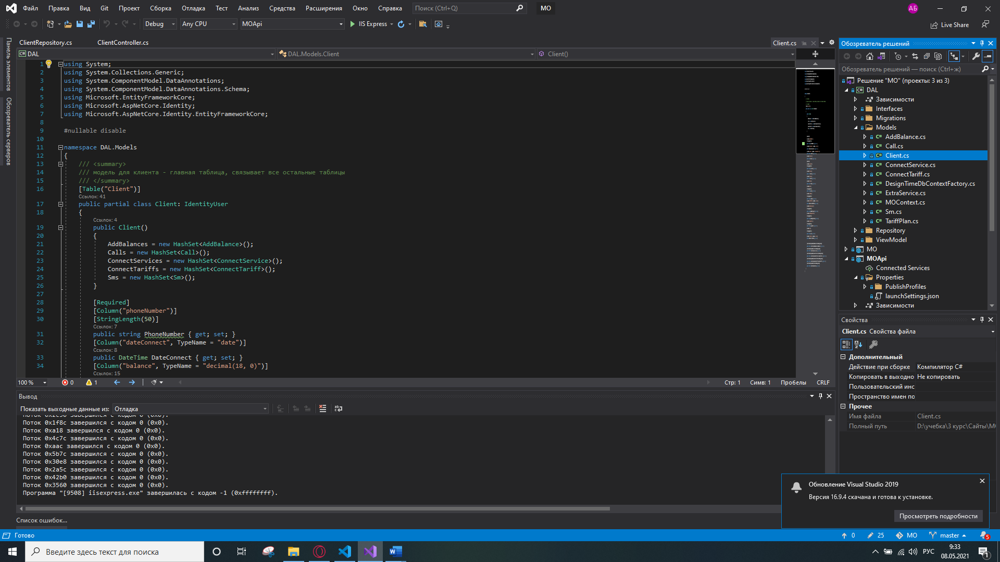 Файл Правка Вид Git Проект Сборка Отладка Тест Анализ Средства Расширения Окно Справка Поиск (Ctrl+Q) MO АБ
Debug Any CPU MOApi IIS Express Live Share
Панель элементов
Обозреватель серверов
ClientRepository.cs ClientController.cs Client.cs
C# DAL DAL.Models.Client Client()
1 using System;
2 using System.Collections.Generic;
3 using System.ComponentModel.DataAnnotations;
4 using System.ComponentModel.DataAnnotations.Schema;
5 using Microsoft.EntityFrameworkCore;
6 using Microsoft.AspNetCore.Identity;
7 using Microsoft.AspNetCore.Identity.EntityFrameworkCore;
8
9 #nullable disable
10
11 namespace DAL.Models
12 {
13 /// <summary>
14 /// модель для клиента - главная таблица, связывает все остальные таблицы
15 /// </summary>
16 [Table("Client")]
Ссылок: 41
17 public partial class Client: IdentityUser
18 {
Ссылок: 4
19 public Client()
20 {
21 AddBalances = new HashSet<AddBalance>();
22 Calls = new HashSet<Call>();
23 ConnectServices = new HashSet<ConnectService>();
24 ConnectTariffs = new HashSet<ConnectTariff>();
25 Sms = new HashSet<Sm>();
26 }
27
28 [Required]
29 [Column("phoneNumber")]
30 [StringLength(50)]
Ссылок: 7
31 public string PhoneNumber { get; set; }
32 [Column("dateConnect", TypeName = "date")]
Ссылок: 8
33 public DateTime DateConnect { get; set; }
34 [Column("balance", TypeName = "decimal(18, 0)")]
Ссылок: 15
100 % 0 1 Стр: 1 Симв: 1 Пробелы CRLF
Вывод
Показать выходные данные из: Отладка
Поток 0x2c50 завершился с кодом 0 (0x0).
Поток 0x1f8c завершился с кодом 0 (0x0).
Поток 0xa18 завершился с кодом 0 (0x0).
Поток 0x4c7c завершился с кодом 0 (0x0).
Поток 0xaac завершился с кодом 0 (0x0).
Поток 0x5b7c завершился с кодом 0 (0x0).
Поток 0x30e8 завершился с кодом 0 (0x0).
Поток 0x2a5c завершился с кодом 0 (0x0).
Поток 0x42b0 завершился с кодом 0 (0x0).
Поток 0x3560 завершился с кодом 0 (0x0).
Программа "[9508] iisexpress.exe" завершилась с кодом -1 (0xffffffff).
Список ошибок...
Обозреватель решений
Обозреватель решений — поиск (Ctrl+ж)
Решение "MO" (проекты: 3 из 3)
C# DAL
Зависимости
Interfaces
Migrations
Models
C# AddBalance.cs
C# Call.cs
C# Client.cs
C# ConnectService.cs
C# ConnectTariff.cs
C# DesignTimeDbContextFactory.cs
C# ExtraService.cs
C# MOContext.cs
C# Sm.cs
C# TariffPlan.cs
Repository
ViewModel
MO
MOApi
Connected Services
Properties
PublishProfiles
launchSettings.json
Зависимости
Свойства
Client.cs Свойства файла
Дополнительный
Действие при сборке Компилятор C#
Копировать в выходно Не копировать
Пользовательский инс
Пространство имен по
Прочее
Имя файла Client.cs
Полный путь D:\учебка\3 курс\Сайты\МО
Обновление Visual Studio 2019
Версия 16.9.4 скачана и готова к установке.
Просмотреть подробности
Готово 0 25 MO master 5
Введите здесь текст для поиска РУС 9:33
08.05.2021 1